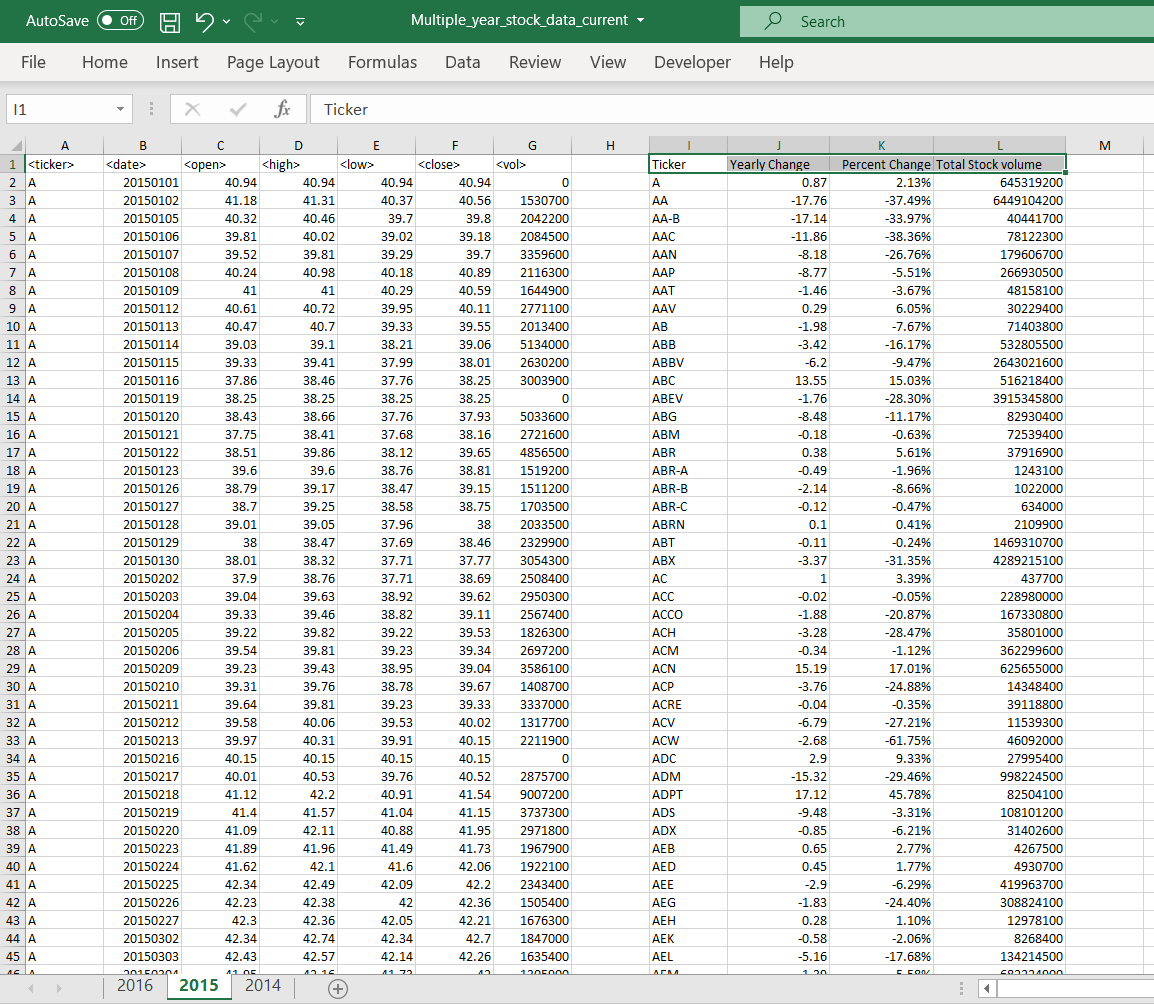 AutoSave Off Multiple_year_stock_data_current Search
File Home Insert Page Layout Formulas Data Review View Developer Help
I1 fx Ticker
A B C D E F G H I J K L M
1 <ticker> <date> <open> <high> <low> <close> <vol> Ticker Yearly Change Percent Change Total Stock volume
2 A 20150101 40.94 40.94 40.94 40.94 0 A 0.87 2.13% 645319200
3 A 20150102 41.18 41.31 40.37 40.56 1530700 AA -17.76 -37.49% 6449104200
4 A 20150105 40.32 40.46 39.7 39.8 2042200 AA-B -17.14 -33.97% 40441700
5 A 20150106 39.81 40.02 39.02 39.18 2084500 AAC -11.86 -38.36% 78122300
6 A 20150107 39.52 39.81 39.29 39.7 3359600 AAN -8.18 -26.76% 179606700
7 A 20150108 40.24 40.98 40.18 40.89 2116300 AAP -8.77 -5.51% 266930500
8 A 20150109 41 41 40.29 40.59 1644900 AAT -1.46 -3.67% 48158100
9 A 20150112 40.61 40.72 39.95 40.11 2771100 AAV 0.29 6.05% 30229400
10 A 20150113 40.47 40.7 39.33 39.55 2013400 AB -1.98 -7.67% 71403800
11 A 20150114 39.03 39.1 38.21 39.06 5134000 ABB -3.42 -16.17% 532805500
12 A 20150115 39.33 39.41 37.99 38.01 2630200 ABBV -6.2 -9.47% 2643021600
13 A 20150116 37.86 38.46 37.76 38.25 3003900 ABC 13.55 15.03% 516218400
14 A 20150119 38.25 38.25 38.25 38.25 0 ABEV -1.76 -28.30% 3915345800
15 A 20150120 38.43 38.66 37.76 37.93 5033600 ABG -8.48 -11.17% 82930400
16 A 20150121 37.75 38.41 37.68 38.16 2721600 ABM -0.18 -0.63% 72539400
17 A 20150122 38.51 39.86 38.12 39.65 4856500 ABR 0.38 5.61% 37916900
18 A 20150123 39.6 39.6 38.76 38.81 1519200 ABR-A -0.49 -1.96% 1243100
19 A 20150126 38.79 39.17 38.47 39.15 1511200 ABR-B -2.14 -8.66% 1022000
20 A 20150127 38.7 39.25 38.58 38.75 1703500 ABR-C -0.12 -0.47% 634000
21 A 20150128 39.01 39.05 37.96 38 2033500 ABRN 0.1 0.41% 2109900
22 A 20150129 38 38.47 37.69 38.46 2329900 ABT -0.11 -0.24% 1469310700
23 A 20150130 38.01 38.32 37.71 37.77 3054300 ABX -3.37 -31.35% 4289215100
24 A 20150202 37.9 38.76 37.71 38.69 2508400 AC 1 3.39% 437700
25 A 20150203 39.04 39.63 38.92 39.62 2950300 ACC -0.02 -0.05% 228980000
26 A 20150204 39.33 39.46 38.82 39.11 2567400 ACCO -1.88 -20.87% 167330800
27 A 20150205 39.22 39.82 39.22 39.53 1826300 ACH -3.28 -28.47% 35801000
28 A 20150206 39.54 39.81 39.23 39.34 2697200 ACM -0.34 -1.12% 362299600
29 A 20150209 39.23 39.43 38.95 39.04 3586100 ACN 15.19 17.01% 625655000
30 A 20150210 39.31 39.76 38.78 39.67 1408700 ACP -3.76 -24.88% 14348400
31 A 20150211 39.64 39.81 39.23 39.33 3337000 ACRE -0.04 -0.35% 39118800
32 A 20150212 39.58 40.06 39.53 40.02 1317700 ACV -6.79 -27.21% 11539300
33 A 20150213 39.97 40.31 39.91 40.15 2211900 ACW -2.68 -61.75% 46092000
34 A 20150216 40.15 40.15 40.15 40.15 0 ADC 2.9 9.33% 27995400
35 A 20150217 40.01 40.53 39.76 40.52 2875700 ADM -15.32 -29.46% 998224500
36 A 20150218 41.12 42.2 40.91 41.54 9007200 ADPT 17.12 45.78% 82504100
37 A 20150219 41.4 41.57 41.04 41.15 3737300 ADS -9.48 -3.31% 108101200
38 A 20150220 41.09 42.11 40.88 41.95 2971800 ADX -0.85 -6.21% 31402600
39 A 20150223 41.89 41.96 41.49 41.73 1967900 AEB 0.65 2.77% 4267500
40 A 20150224 41.62 42.1 41.6 42.06 1922100 AED 0.45 1.77% 4930700
41 A 20150225 42.34 42.49 42.09 42.2 2343400 AEE -2.9 -6.29% 419963700
42 A 20150226 42.23 42.38 42 42.36 1505400 AEG -1.83 -24.40% 308824100
43 A 20150227 42.3 42.36 42.05 42.21 1676300 AEH 0.28 1.10% 12978100
44 A 20150302 42.34 42.74 42.34 42.7 1847000 AEK -0.58 -2.06% 8268400
45 A 20150303 42.43 42.57 42.14 42.26 1635400 AEL -5.16 -17.68% 134214500
46 A 20150304
2016 2015 2014